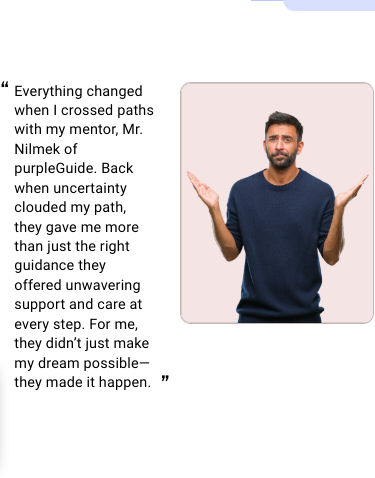 ❝ Everything changed
when I crossed paths
with my mentor, Mr.
Nilmek of
purpleGuide. Back
when uncertainty
clouded my path,
they gave me more
than just the right
guidance they
offered unwavering
support and care at
every step. For me,
they didn’t just make
my dream possible—
they made it happen. ❞